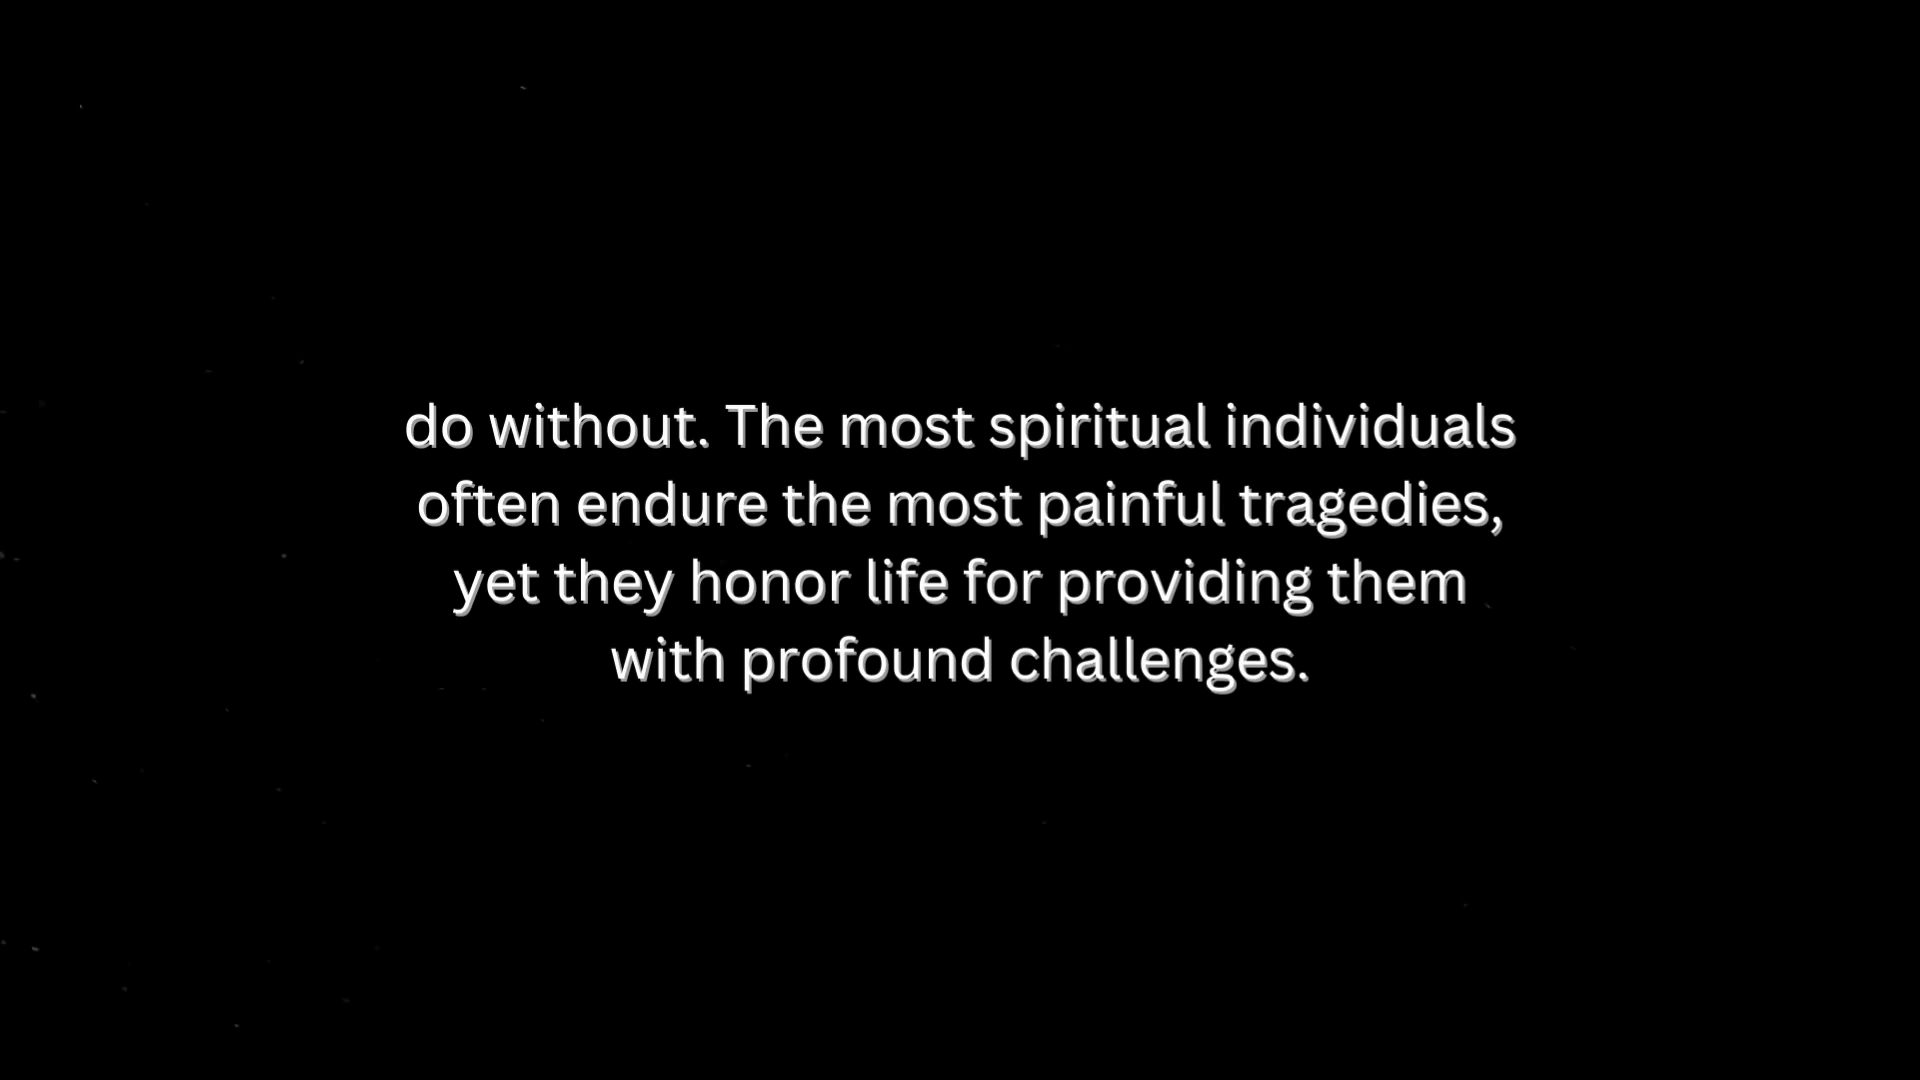 do without. The most spiritual individuals
often endure the most painful tragedies,
yet they honor life for providing them
with profound challenges.